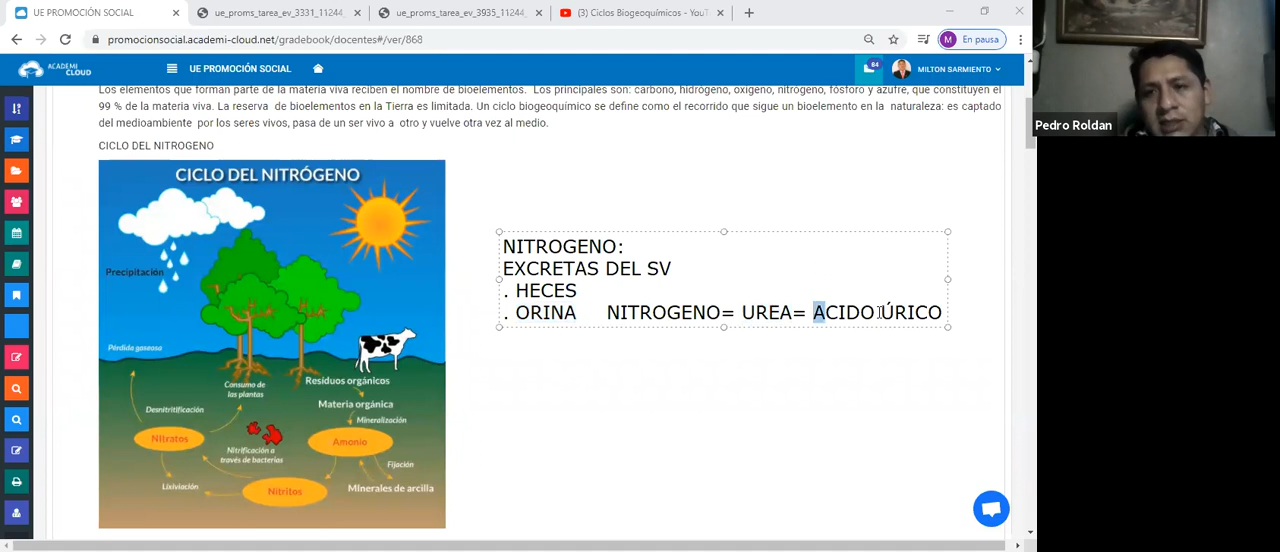 UE PROMOCIÓN SOCIAL
ue_proms_tarea_ev_3331_11244_
ue_proms_tarea_ev_3935_11244_
(3) Ciclos Biogeoquímicos - YouT
promocionsocial.academi-cloud.net/gradebook/docentes#/ver/868
M En pausa
ACADEMI
CLOUD
UE PROMOCIÓN SOCIAL
84
MILTON SARMIENTO
Pedro Roldan
Los elementos que forman parte de la materia viva reciben el nombre de bioelementos. Los principales son: carbono, hidrógeno, oxígeno, nitrógeno, fósforo y azufre, que constituyen el
99 % de la materia viva. La reserva de bioelementos en la Tierra es limitada. Un ciclo biogeoquímico se define como el recorrido que sigue un bioelemento en la naturaleza: es captado
del medioambiente por los seres vivos, pasa de un ser vivo a otro y vuelve otra vez al medio.
CICLO DEL NITROGENO
CICLO DEL NITRÓGENO
Precipitación
Pérdida gaseosa
Consumo de
las plantas
Resíduos orgánicos
Materia orgánica
Desnitritificación
Mineralización
Nitratos
Nitrificación a
través de bacterias
Amonio
Fijación
Lixiviación
Nitritos
Minerales de arcilla
NITROGENO:
EXCRETAS DEL SV
. HECES
. ORINA NITROGENO= UREA= ACIDO ÚRICO